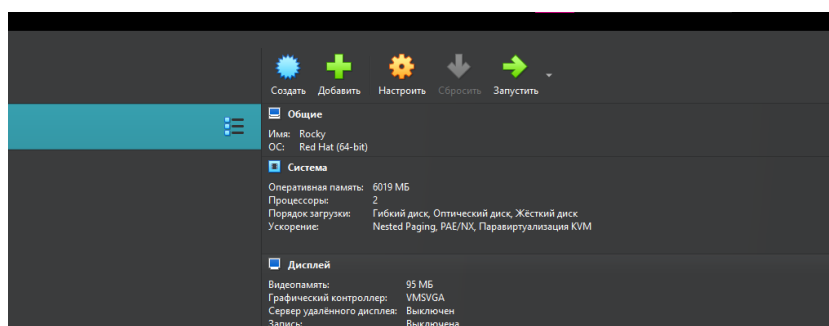 Создать Добавить Настроить Сбросить Запустить
Общие
Имя: Rocky
ОС: Red Hat (64-bit)
Система
Оперативная память: 6019 МБ
Процессоры: 2
Порядок загрузки: Гибкий диск, Оптический диск, Жёсткий диск
Ускорение: Nested Paging, PAE/NX, Паравиртуализация KVM
Дисплей
Видеопамять: 95 МБ
Графический контроллер: VMSVGA
Сервер удалённого дисплея: Выключен
Запись: Выключена